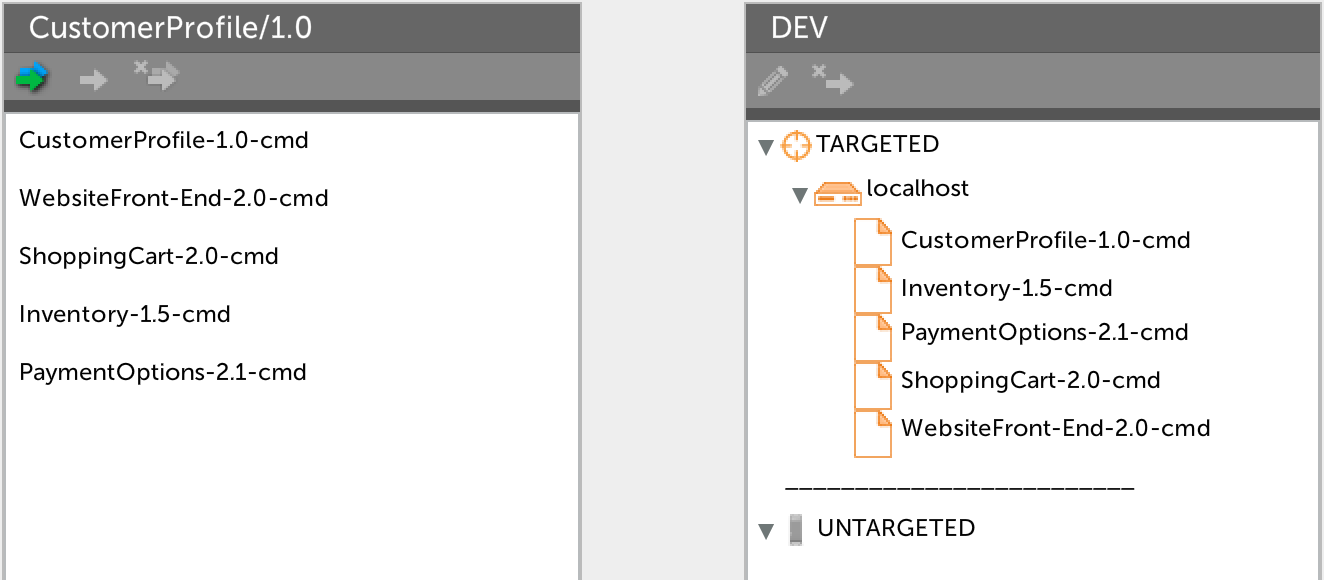 CustomerProfile/1.0
CustomerProfile-1.0-cmd
WebsiteFront-End-2.0-cmd
ShoppingCart-2.0-cmd
Inventory-1.5-cmd
PaymentOptions-2.1-cmd
DEV
TARGETED
localhost
CustomerProfile-1.0-cmd
Inventory-1.5-cmd
PaymentOptions-2.1-cmd
ShoppingCart-2.0-cmd
WebsiteFront-End-2.0-cmd
UNTARGETED